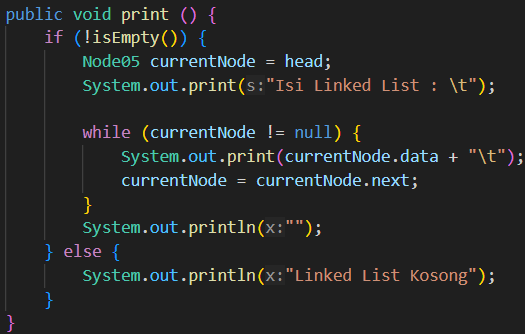 public void print () {
if (!isEmpty()) {
Node05 currentNode = head;
System.out.print(s:"Isi Linked List : \t");
while (currentNode != null) {
System.out.print(currentNode.data + "\t");
currentNode = currentNode.next;
}
System.out.println(x:"");
} else {
System.out.println(x:"Linked List Kosong");
}
}